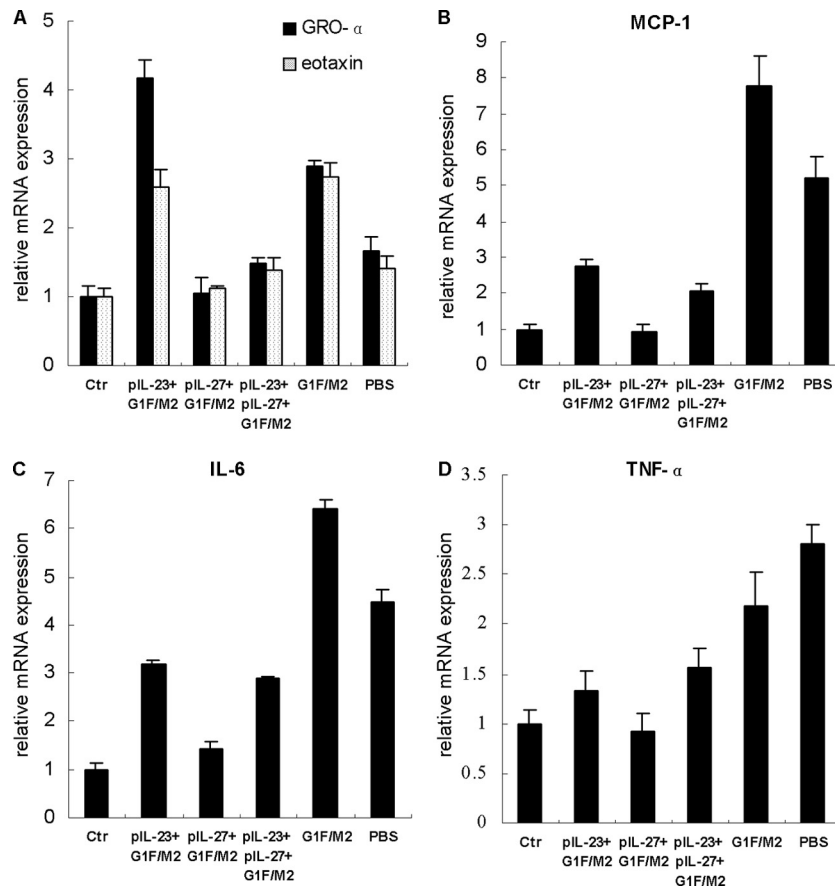 A
GRO- α
eotaxin
relative mRNA expression
5
4
3
2
1
0
Ctr
pIL-23+
G1F/M2
pIL-27+
G1F/M2
pIL-23+
pIL-27+
G1F/M2
G1F/M2
PBS
B
MCP-1
relative mRNA expression
9
8
7
6
5
4
3
2
1
0
Ctr
pIL-23+
G1F/M2
pIL-27+
G1F/M2
pIL-23+
pIL-27+
G1F/M2
G1F/M2
PBS
C
IL-6
relative mRNA expression
7
6
5
4
3
2
1
0
Ctr
pIL-23+
G1F/M2
pIL-27+
G1F/M2
pIL-23+
pIL-27+
G1F/M2
G1F/M2
PBS
D
TNF- α
relative mRNA expression
3.5
3
2.5
2
1.5
1
0.5
0
Ctr
pIL-23+
G1F/M2
pIL-27+
G1F/M2
pIL-23+
pIL-27+
G1F/M2
G1F/M2
PBS